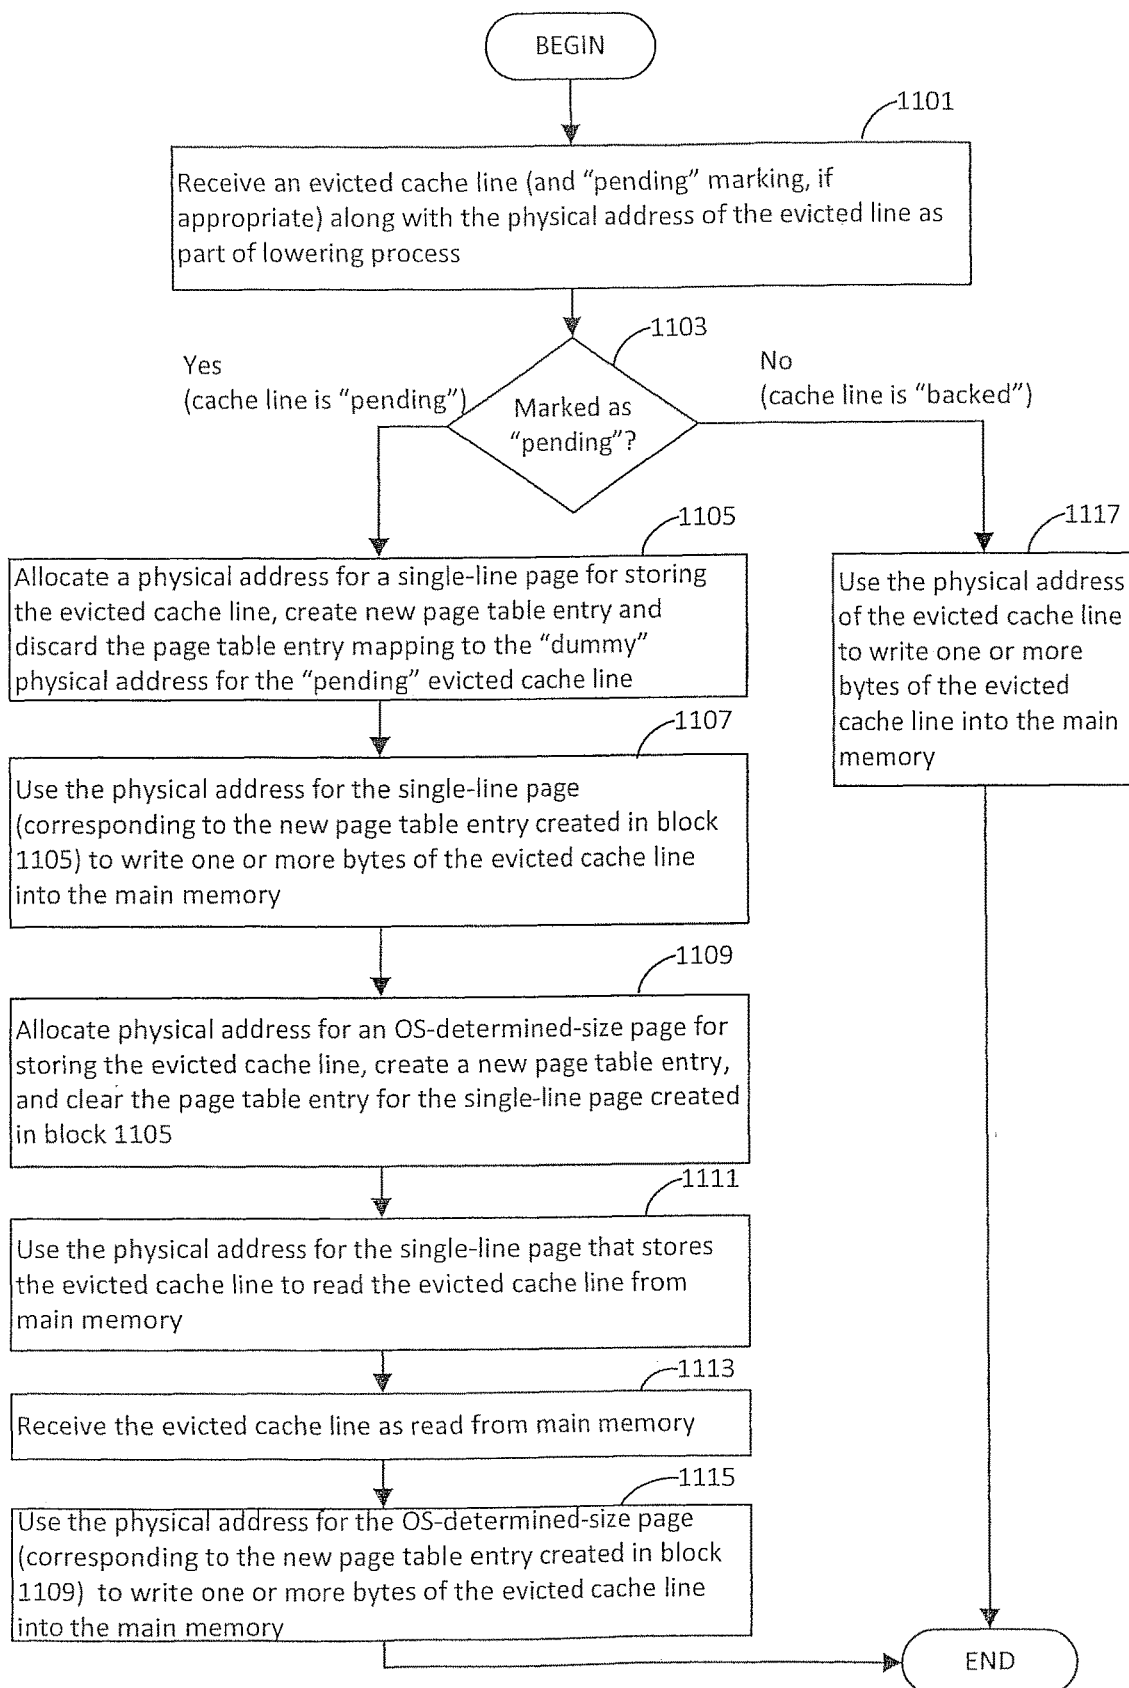 BEGIN
1101
Receive an evicted cache line (and “pending” marking, if
appropriate) along with the physical address of the evicted line as
part of lowering process
1103
Yes
(cache line is “pending”)
No
(cache line is “backed”)
Marked as
“pending”?
1105
Allocate a physical address for a single-line page for storing
the evicted cache line, create new page table entry and
discard the page table entry mapping to the “dummy”
physical address for the “pending” evicted cache line
1117
Use the physical address
of the evicted cache line
to write one or more
bytes of the evicted
cache line into the main
memory
1107
Use the physical address for the single-line page
(corresponding to the new page table entry created in block
1105) to write one or more bytes of the evicted cache line
into the main memory
1109
Allocate physical address for an OS-determined-size page for
storing the evicted cache line, create a new page table entry,
and clear the page table entry for the single-line page created
in block 1105
1111
Use the physical address for the single-line page that stores
the evicted cache line to read the evicted cache line from
main memory
1113
Receive the evicted cache line as read from main memory
1115
Use the physical address for the OS-determined-size page
(corresponding to the new page table entry created in block
1109) to write one or more bytes of the evicted cache line
into the main memory
END